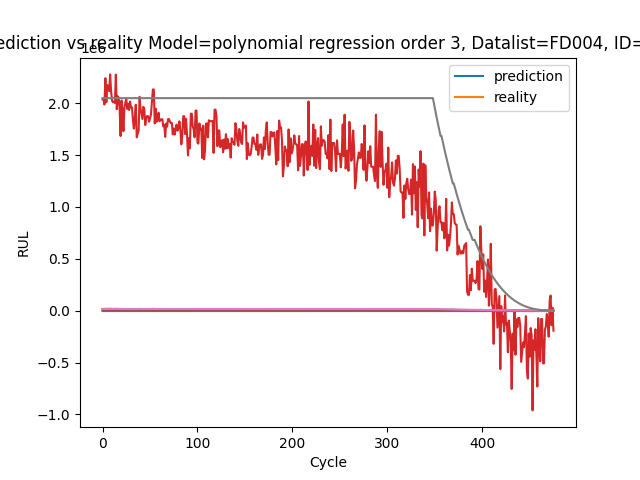 ediction vs reality Model=polynomial regression order 3, Datalist=FD004, ID=
1e6
prediction
reality
2.0
1.5
1.0
0.5
0.0
−0.5
−1.0
RUL
0 100 200 300 400
Cycle